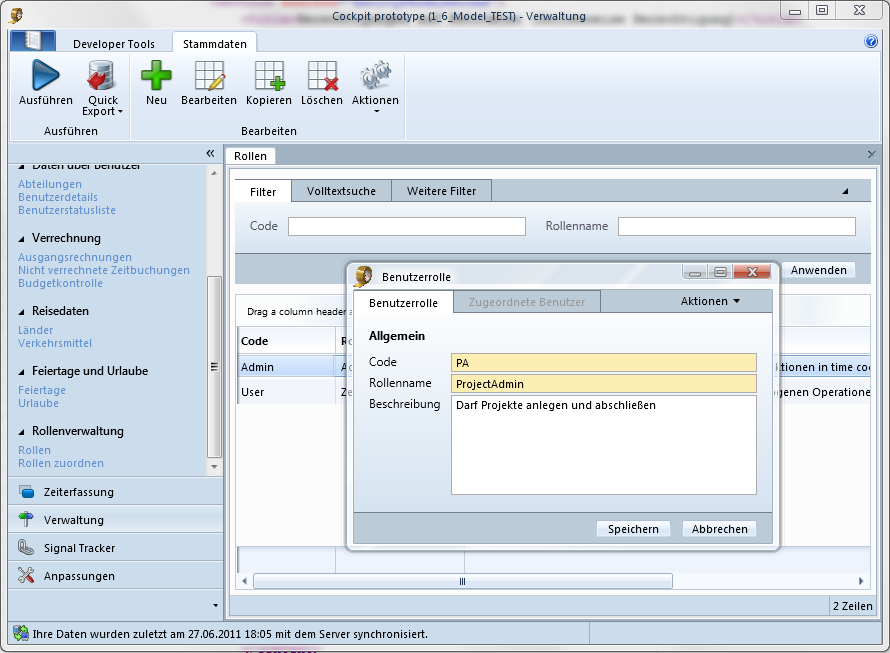 Cockpit prototype (1_6_Model_TEST) - Verwaltung
Developer Tools
Stammdaten
Ausführen
Quick Export
Neu
Bearbeiten
Kopieren
Löschen
Aktionen
Ausführen
Bearbeiten
Daten über Benutzer
Abteilungen
Benutzerdetails
Benutzerstatusliste
Verrechnung
Ausgangsrechnungen
Nicht verrechnete Zeitbuchungen
Budgetkontrolle
Reisedaten
Länder
Verkehrsmittel
Feiertage und Urlaube
Feiertage
Urlaube
Rollenverwaltung
Rollen
Rollen zuordnen
Zeiterfassung
Verwaltung
Signal Tracker
Anpassungen
Rollen
Filter
Volltextsuche
Weitere Filter
Code
Rollenname
Anwenden
Drag a column header
Code
Admin
ktionen in time co
User
genen Operatione
2 Zeilen
Benutzerrolle
Benutzerrolle
Zugeordnete Benutzer
Aktionen
Allgemein
Code
PA
Rollenname
ProjectAdmin
Beschreibung
Darf Projekte anlegen und abschließen
Speichern
Abbrechen
Ihre Daten wurden zuletzt am 27.06.2011 18:05 mit dem Server synchronisiert.